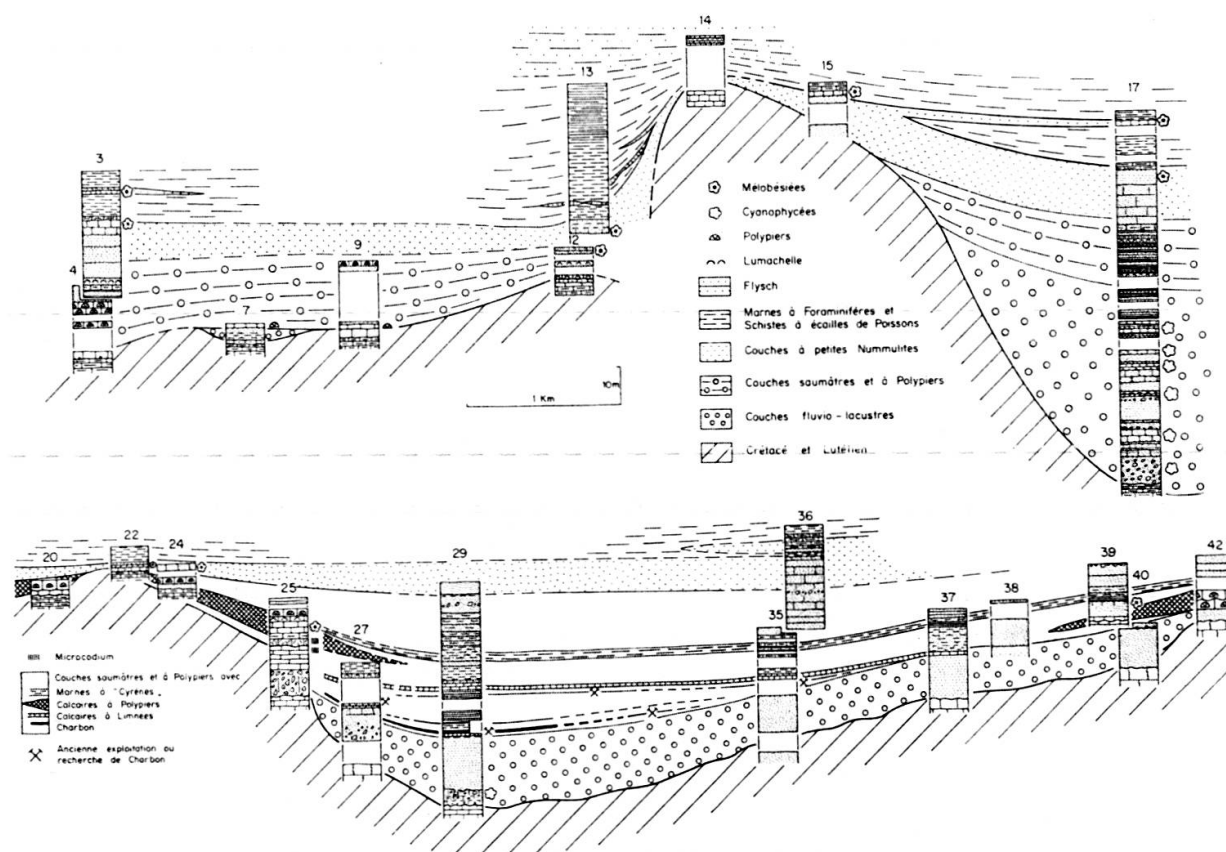 14
13
15
17
3
9
4
12
7
Mélobésiées
Cyanophycées
Polypiers
Lumachelle
Flysch
Marnes à Foraminifères et
Schistes à écailles de Poissons
Couches à petites Nummulites
Couches saumâtres et à Polypiers
Couches fluvio-lacustres
Crétacé et Lutétien
10m
1 Km
36
22
20
24
29
39
42
25
40
38
37
35
27
Microcodium
Couches saumâtres et à Polypiers avec
Marnes à "Cyrènes"
Calcaires à Polypiers
Calcaires à Limnées
Charbon
Ancienne exploitation ou
recherche de Charbon